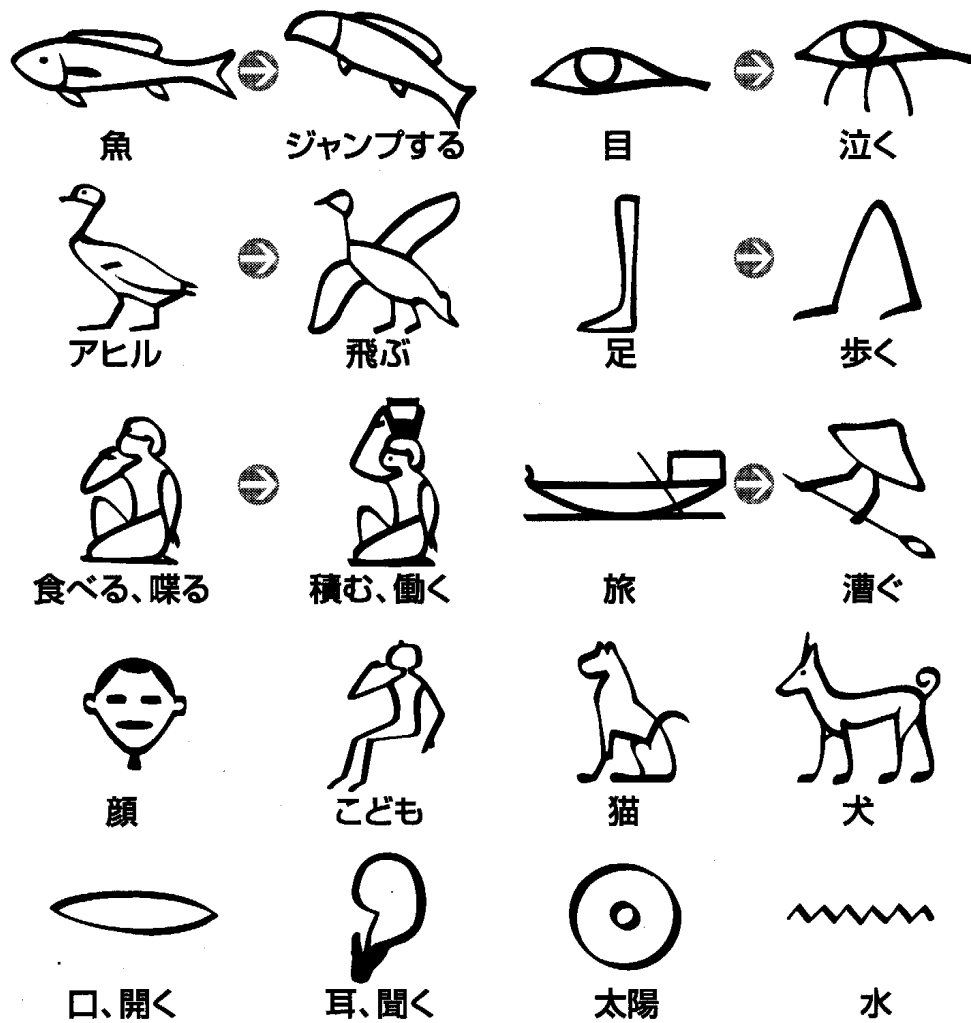 魚 ジャンプする 目 泣く
アヒル 飛ぶ 足 歩く
食べる、喋る 積む、働く 旅 漕ぐ
顔 こども 猫 犬
口、開く 耳、聞く 太陽 水